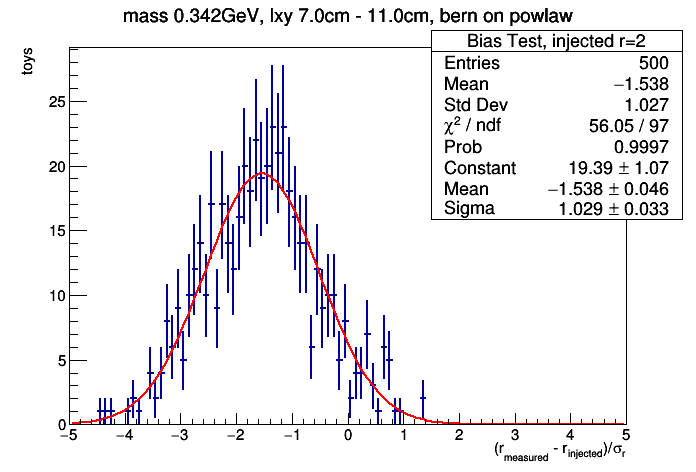 mass 0.342GeV, lxy 7.0cm - 11.0cm, bern on powlaw
Bias Test, injected r=2
Entries 500
Mean −1.538
Std Dev 1.027
χ² / ndf 56.05 / 97
Prob 0.9997
Constant 19.39 ± 1.07
Mean −1.538 ± 0.046
Sigma 1.029 ± 0.033
toys
25
20
15
10
5
0
−5 −4 −3 −2 −1 0 1 2 3 4 5
(r_measured - r_injected)/σ_r